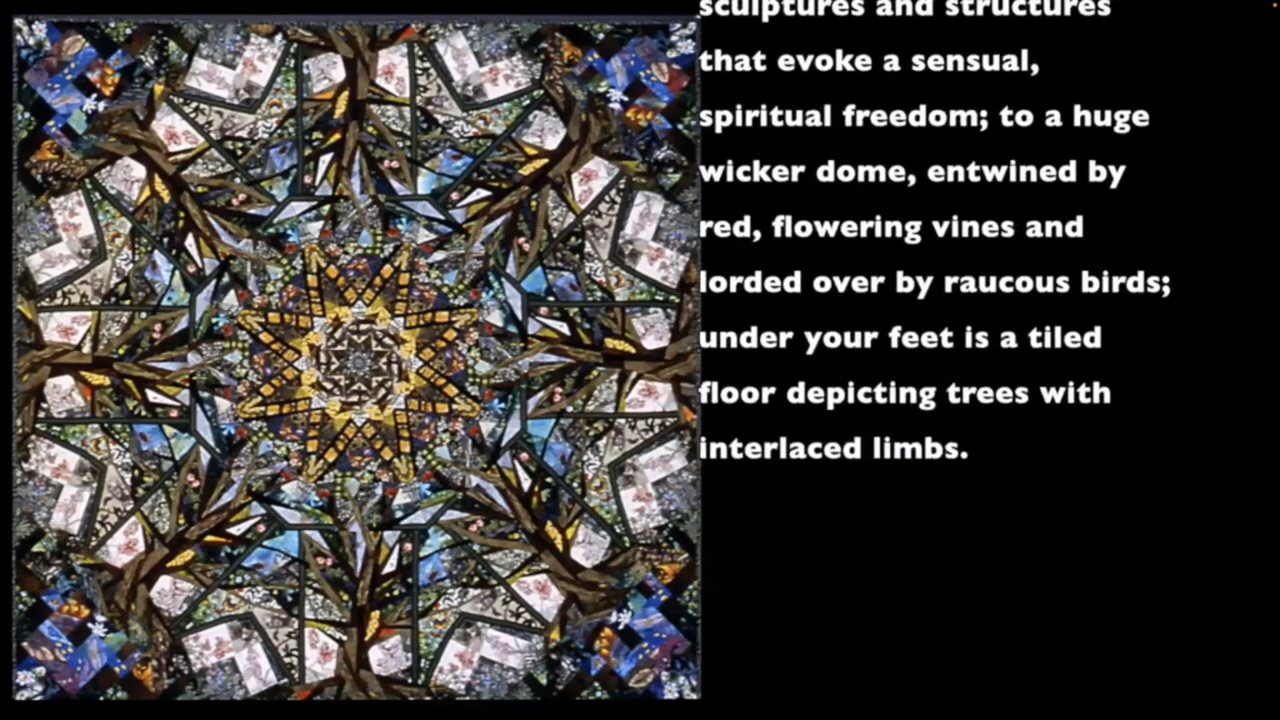 sculptures and structures
that evoke a sensual,
spiritual freedom; to a huge
wicker dome, entwined by
red, flowering vines and
lorded over by raucous birds;
under your feet is a tiled
floor depicting trees with
interlaced limbs.